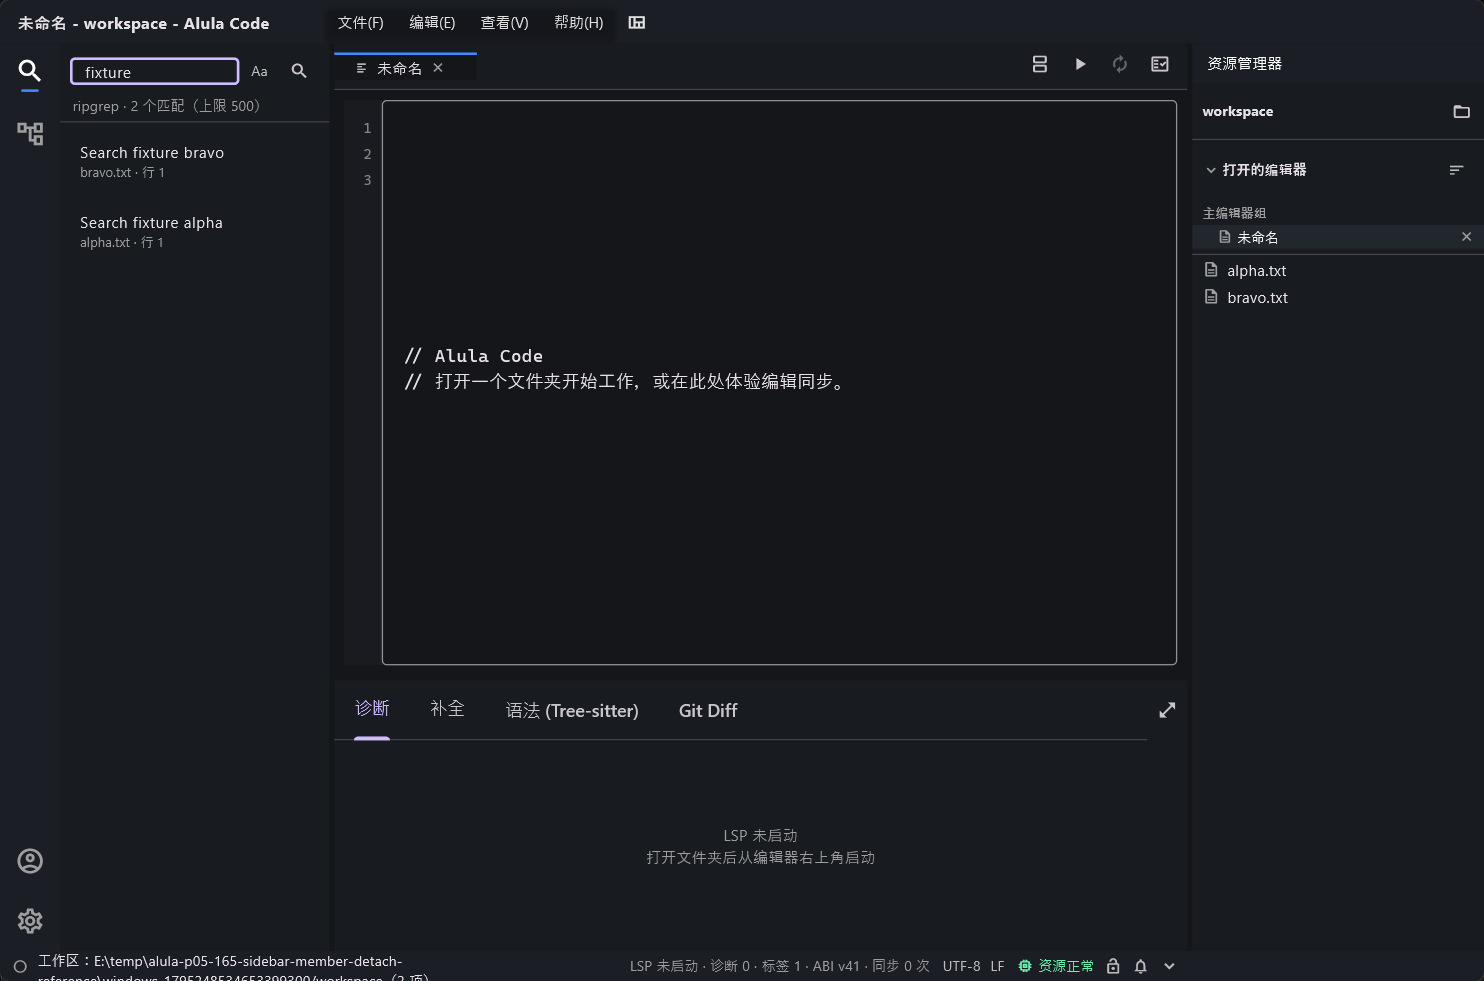 未命名 - workspace - Alula Code
文件(F) 编辑(E) 查看(V) 帮助(H)
fixture
Aa
ripgrep · 2 个匹配（上限 500）
Search fixture bravo
bravo.txt · 行 1
Search fixture alpha
alpha.txt · 行 1
未命名
1
2
3
// Alula Code
// 打开一个文件夹开始工作，或在此处体验编辑同步。
诊断 补全 语法 (Tree-sitter) Git Diff
LSP 未启动
打开文件夹后从编辑器右上角启动
资源管理器
workspace
打开的编辑器
主编辑器组
未命名
alpha.txt
bravo.txt
工作区：E:\temp\alula-p05-165-sidebar-member-detach-
reference\windows-1795248534653399300/workspace（2 项）
LSP 未启动 · 诊断 0 · 标签 1 · ABI v41 · 同步 0 次 UTF-8 LF 资源正常